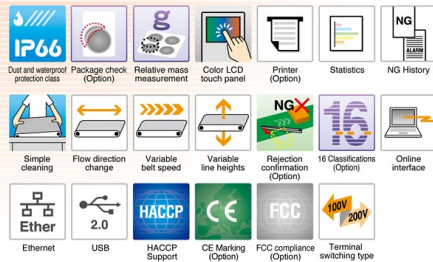 IP66
g
NG
ALARM
Dust and waterproof protection class
Package check (Option)
Relative mass measurement
Color LCD touch panel
Printer (Option)
Statistics
NG History
NG
16
Simple cleaning
Flow direction change
Variable belt speed
Variable line heights
Rejection confirmation (Option)
16 Classifications (Option)
Online interface
Ether
2.0
HACCP
CE
FCC
100V
200V
Ethernet
USB
HACCP Support
CE Marking (Option)
FCC compliance (Option)
Terminal switching type